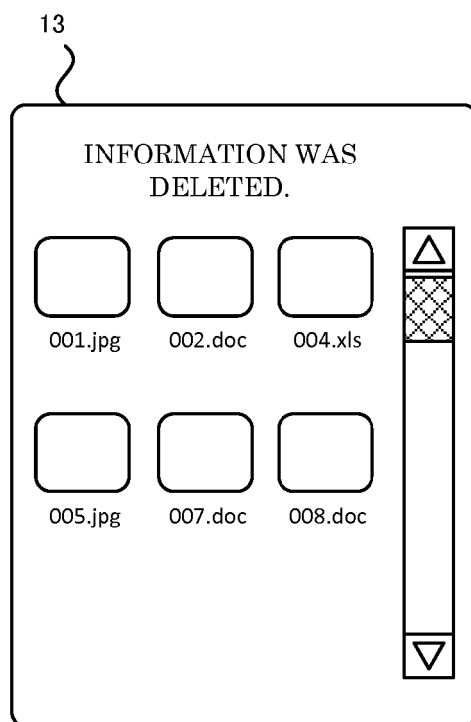 13
INFORMATION WAS
DELETED.
001.jpg 002.doc 004.xls
005.jpg 007.doc 008.doc